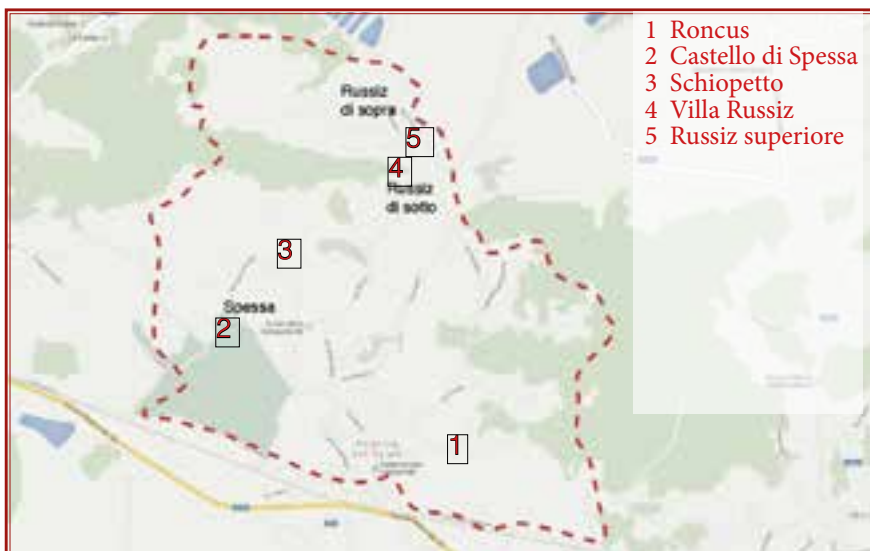 1 Roncus
2 Castello di Spessa
3 Schiopetto
4 Villa Russiz
5 Russiz superiore
Russiz
di sopra
5
4
Russiz
di sotto
3
Spessa
2
1